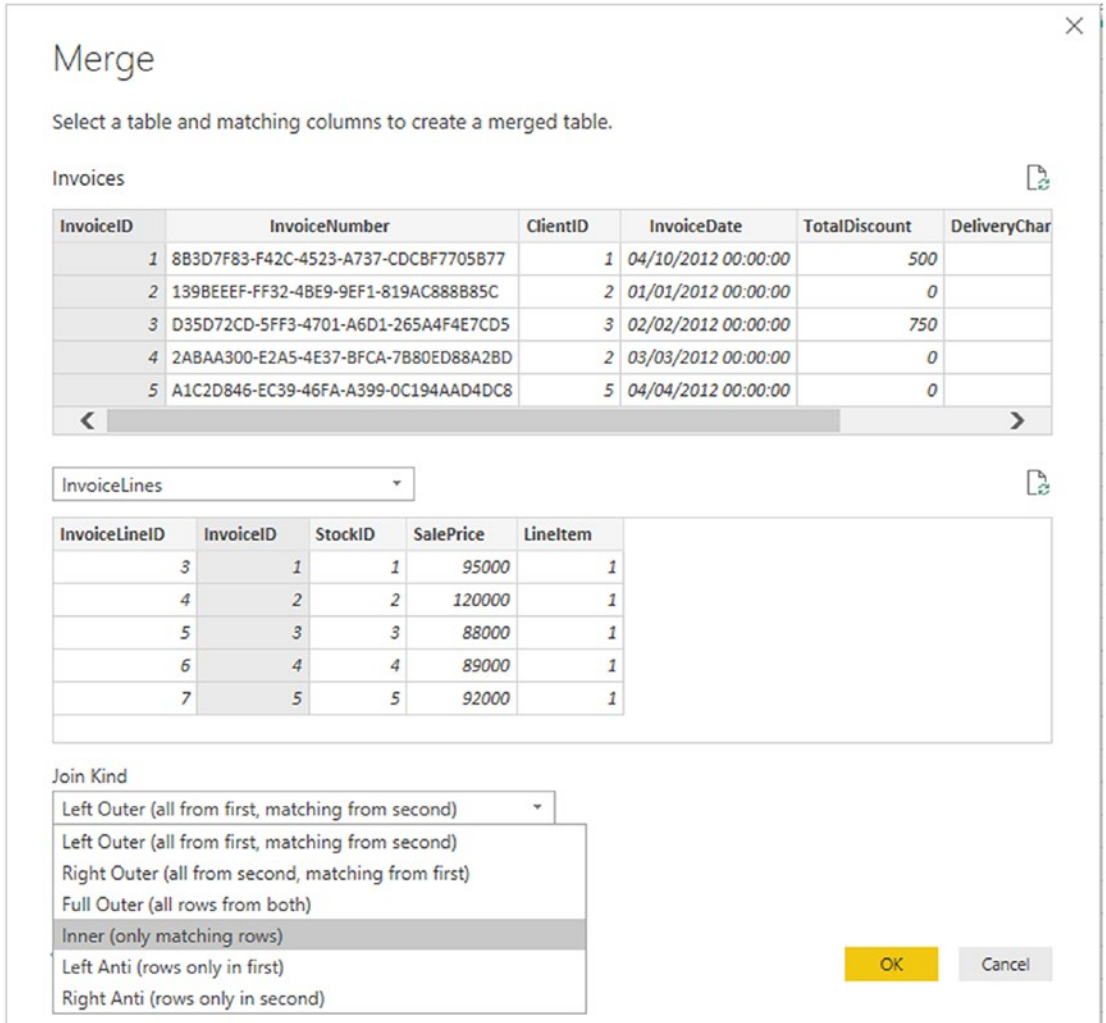 Merge
Select a table and matching columns to create a merged table.
Invoices
InvoiceID InvoiceNumber ClientID InvoiceDate TotalDiscount DeliveryChar
1 8B3D7F83-F42C-4523-A737-CDCBF7705B77 1 04/10/2012 00:00:00 500
2 139BEEEF-FF32-4BE9-9EF1-819AC888B85C 2 01/01/2012 00:00:00 0
3 D35D72CD-5FF3-4701-A6D1-265A4F4E7CD5 3 02/02/2012 00:00:00 750
4 2ABAA300-E2A5-4E37-BFCA-7B80ED88A2BD 2 03/03/2012 00:00:00 0
5 A1C2D846-EC39-46FA-A399-0C194AAD4DC8 5 04/04/2012 00:00:00 0
InvoiceLines
InvoiceLineID InvoiceID StockID SalePrice LineItem
3 1 1 95000 1
4 2 2 120000 1
5 3 3 88000 1
6 4 4 89000 1
7 5 5 92000 1
Join Kind
Left Outer (all from first, matching from second)
Left Outer (all from first, matching from second)
Right Outer (all from second, matching from first)
Full Outer (all rows from both)
Inner (only matching rows)
Left Anti (rows only in first)
Right Anti (rows only in second)
OK Cancel